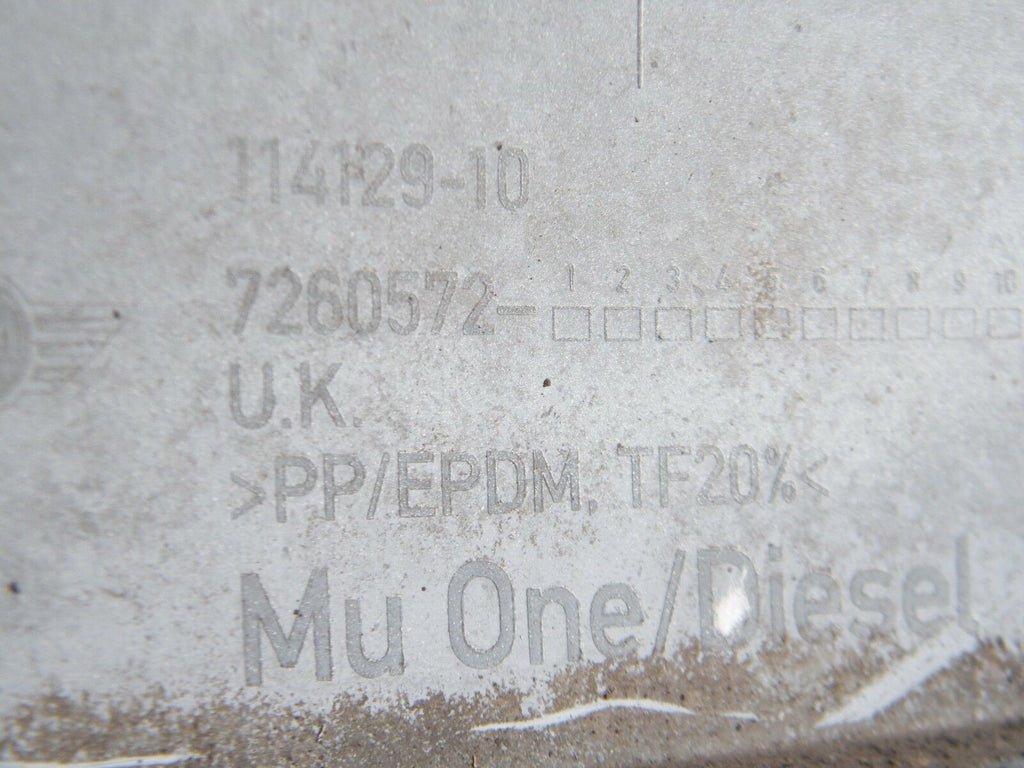 114129-10
1 2 3 4 5 6 7 8 9 10
7260572-
U.K.
>PP/EPDM, TF20%<
Mu One/Diesel